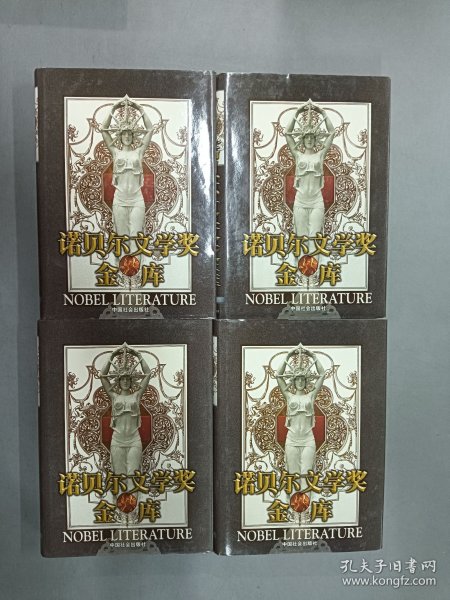 诺贝尔文学奖
金 库
NOBEL LITERATURE
中国社会出版社
诺贝尔文学奖
金 库
NOBEL LITERATURE
中国社会出版社
诺贝尔文学奖
金 库
NOBEL LITERATURE
中国社会出版社
诺贝尔文学奖
金 库
NOBEL LITERATURE
中国社会出版社
孔夫子旧书网
www.kongfz.com